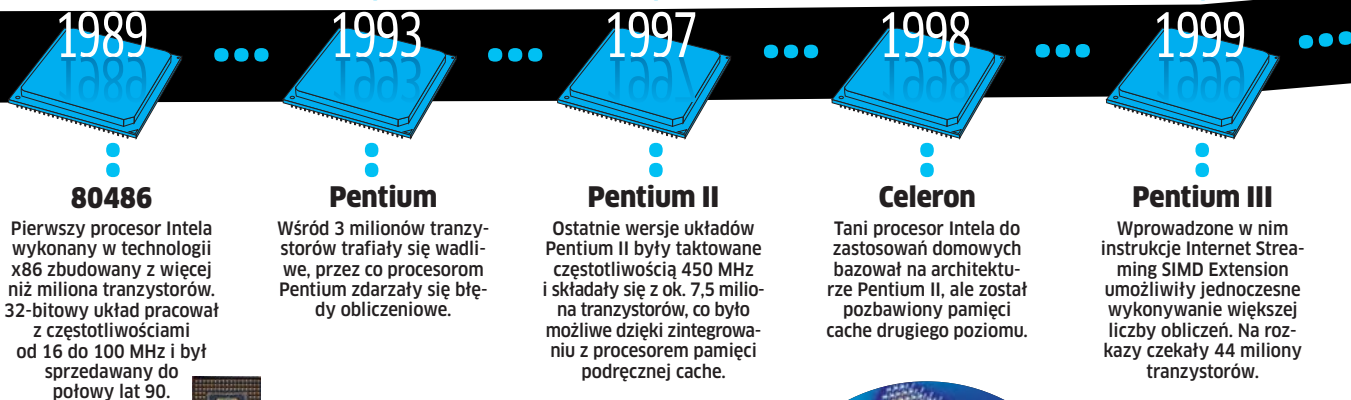 1989
1993
1997
1998
1999
80486
Pierwszy procesor Intela
wykonany w technologii
x86 zbudowany z więcej
niż miliona tranzystorów.
32-bitowy układ pracował
z częstotliwościami
od 16 do 100 MHz i był
sprzedawany do
połowy lat 90.
Pentium
Wśród 3 milionów tranzy-
storów trafiały się wadli-
we, przez co procesorom
Pentium zdarzały się błę-
dy obliczeniowe.
Pentium II
Ostatnie wersje układów
Pentium II były taktowane
częstotliwością 450 MHz
i składały się z ok. 7,5 milio-
na tranzystorów, co było
możliwe dzięki zintegrowa-
niu z procesorem pamięci
podręcznej cache.
Celeron
Tani procesor Intela do
zastosowań domowych
bazował na architektu-
rze Pentium II, ale został
pozbawiony pamięci
cache drugiego poziomu.
Pentium III
Wprowadzone w nim
instrukcje Internet Strea-
ming SIMD Extension
umożliwiły jednoczesne
wykonywanie większej
liczby obliczeń. Na roz-
kazy czekały 44 miliony
tranzystorów.